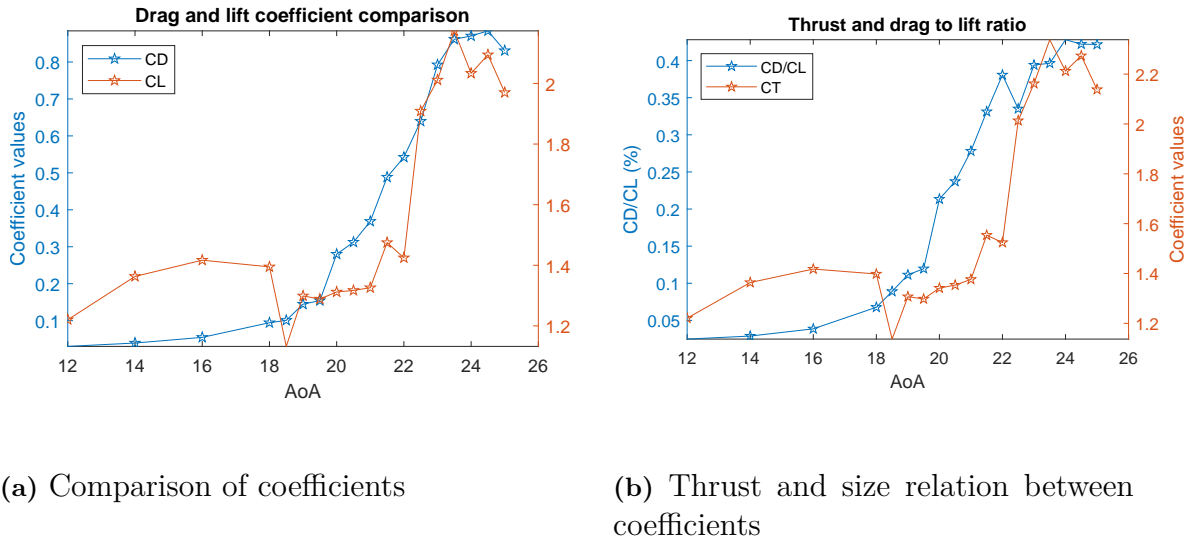 Drag and lift coefficient comparison
CD
CL
Coefficient values
0.8
0.7
0.6
0.5
0.4
0.3
0.2
0.1
2
1.8
1.6
1.4
1.2
12 14 16 18 20 22 24 26
AoA
Thrust and drag to lift ratio
CD/CL
CT
CD/CL (%)
0.4
0.35
0.3
0.25
0.2
0.15
0.1
0.05
2.2
2
1.8
1.6
1.4
1.2
Coefficient values
12 14 16 18 20 22 24 26
AoA
(a) Comparison of coefficients
(b) Thrust and size relation between
coefficients